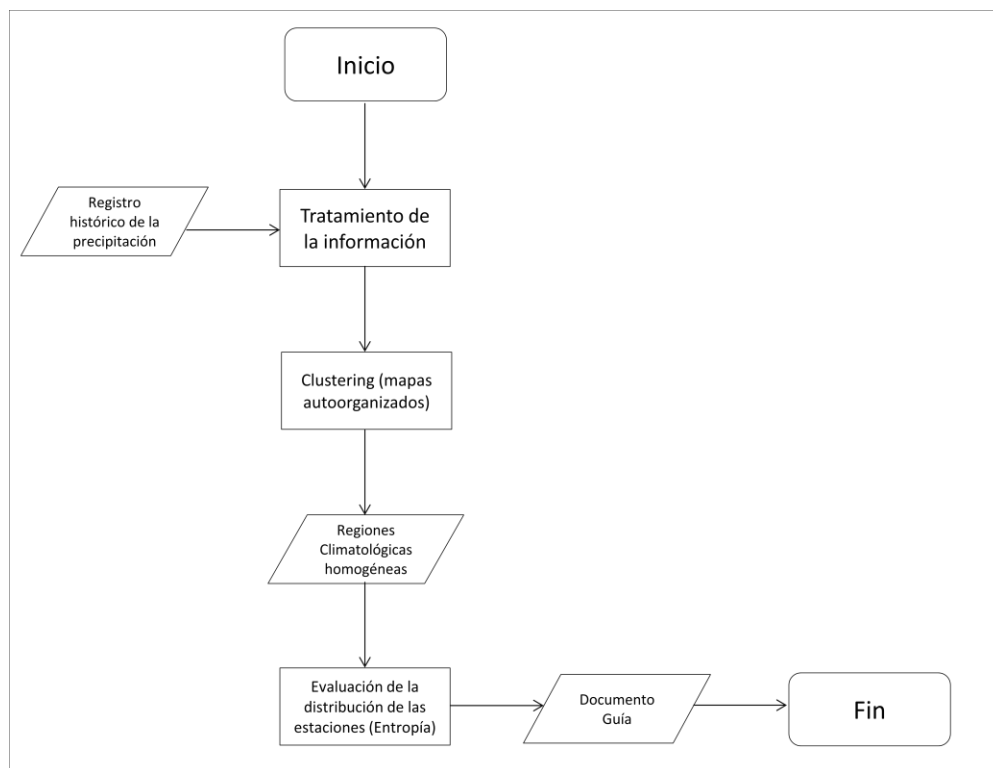 Inicio
Registro
histórico de la
precipitación
Tratamiento de
la información
Clustering (mapas
autoorganizados)
Regiones
Climatológicas
homogéneas
Evaluación de la
distribución de las
estaciones (Entropía)
Documento
Guía
Fin